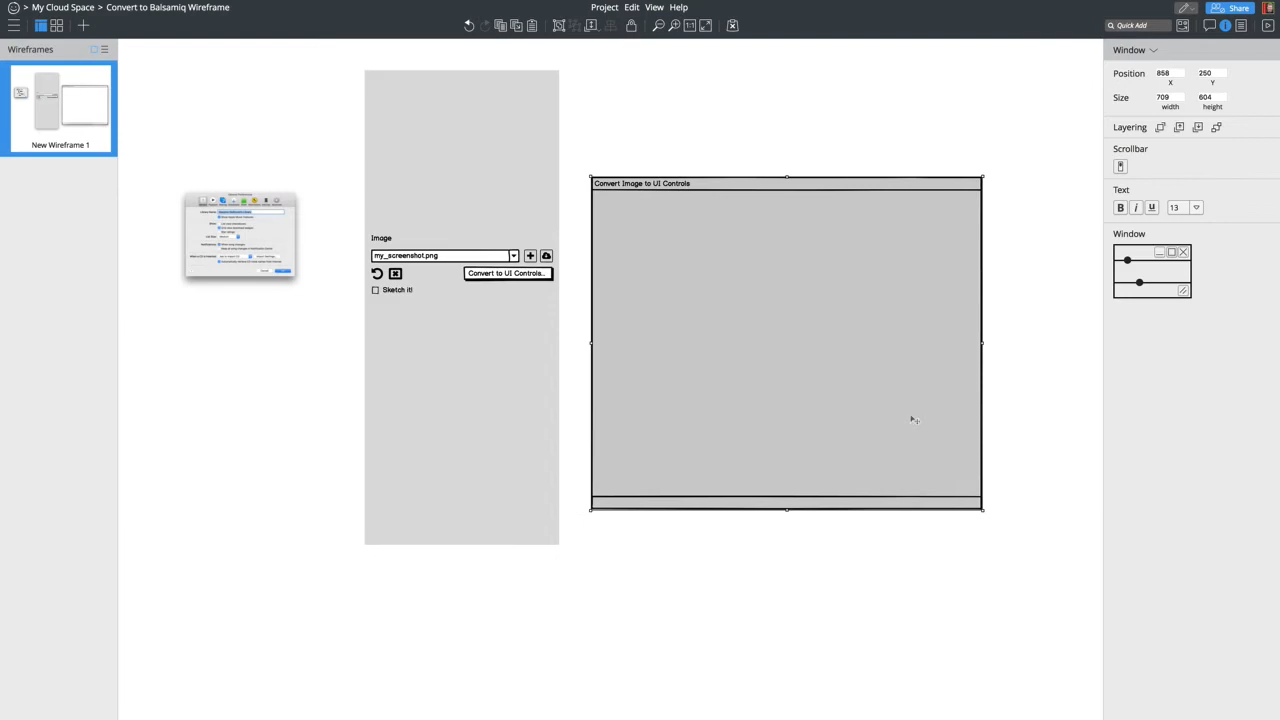 > My Cloud Space > Convert to Balsamiq Wireframe
Project Edit View Help
Share
Quick Add
Wireframes
New Wireframe 1
Image
my_screenshot.png
Convert to UI Controls...
Sketch it!
Convert Image to UI Controls
Window
Position 858 250
X Y
Size 709 604
width height
Layering
Scrollbar
Text
B i U 13
Window